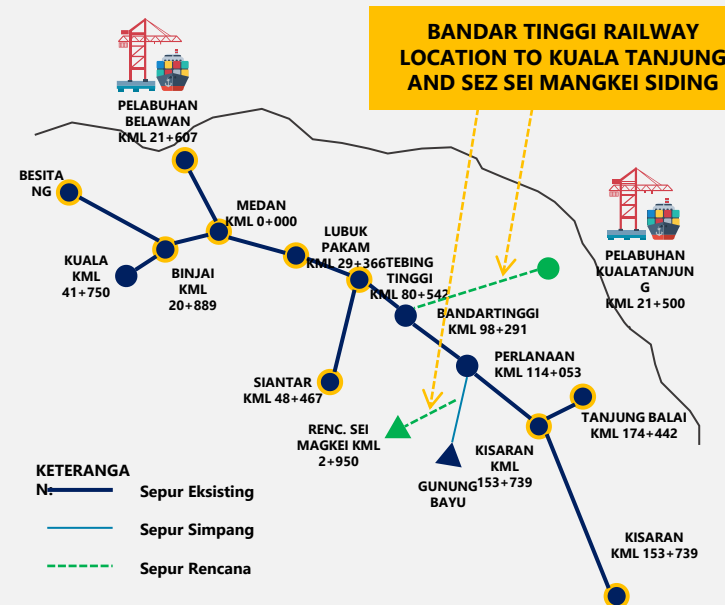 BANDAR TINGGI RAILWAY
LOCATION TO KUALA TANJUNG
AND SEZ SEI MANGKEI SIDING
PELABUHAN
BELAWAN
KML 21+607
BESITA
NG
MEDAN
KML 0+000
LUBUK
PAKAM
KML 29+366
TEBING
TINGGI
KML 80+542
KUALA
KML
41+750
BINJAI
KML
20+889
PELABUHAN
KUALATANJUN
G
KML 21+500
BANDARTINGGI
KML 98+291
PERLANAAN
KML 114+053
SIANTAR
KML 48+467
RENC. SEI
MAGKEI KML
2+950
TANJUNG BALAI
KML 174+442
KISARAN
KML
153+739
GUNUNG
BAYU
KISARAN
KML 153+739
KETERANGA
N:
Sepur Eksisting
Sepur Simpang
Sepur Rencana